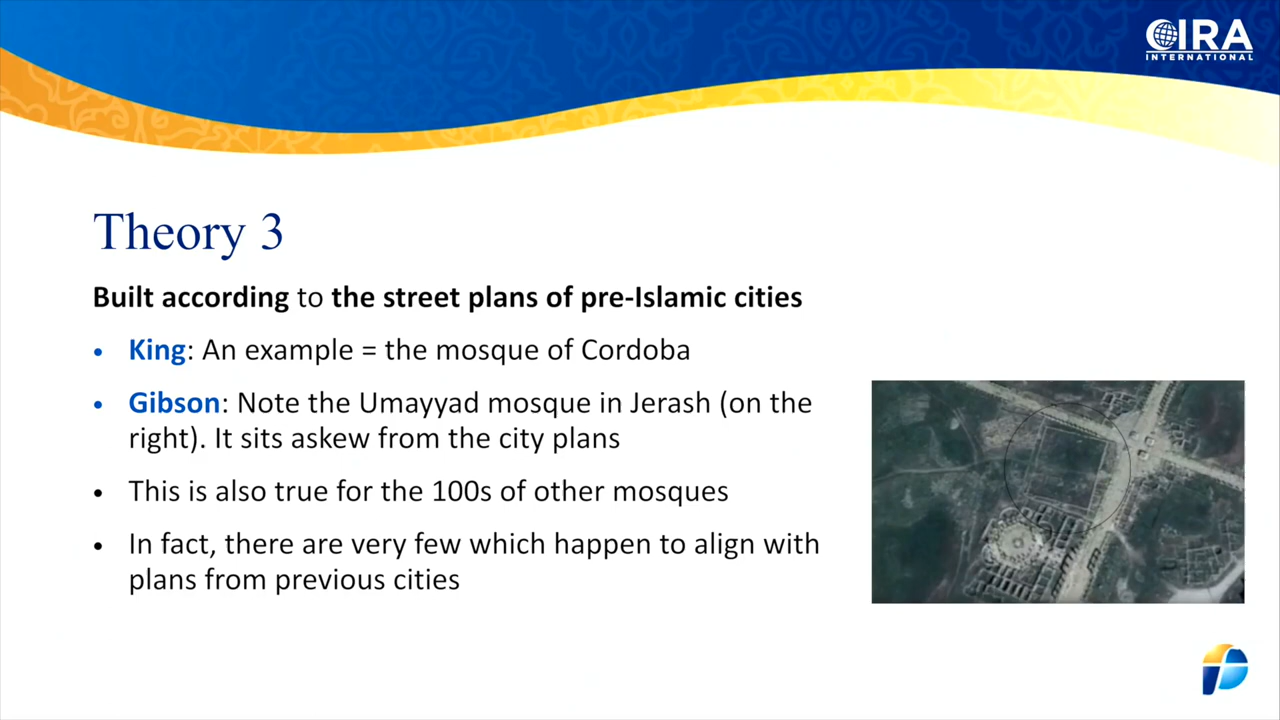 CIRA
INTERNATIONAL
Theory 3
Built according to the street plans of pre-Islamic cities
• King: An example = the mosque of Cordoba
• Gibson: Note the Umayyad mosque in Jerash (on the
right). It sits askew from the city plans
• This is also true for the 100s of other mosques
• In fact, there are very few which happen to align with
plans from previous cities